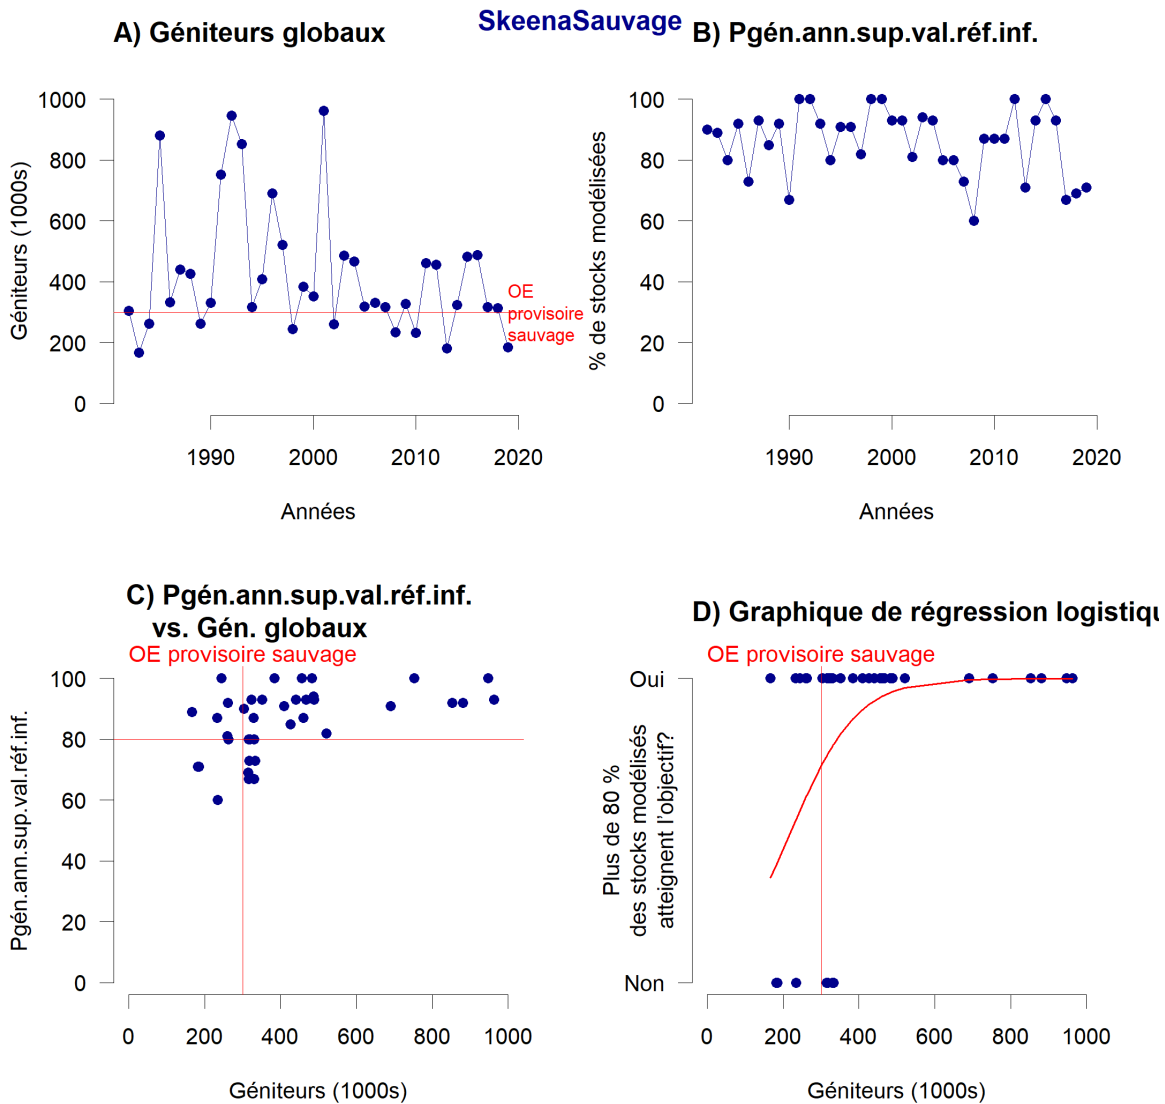 SkeenaSauvage
A) Géniteurs globaux
1000
800
600
400
200
0
Géniteurs (1000s)
OE
provisoire
sauvage
1990
2000
2010
2020
Années
B) Pgén.ann.sup.val.réf.inf.
100
80
60
40
20
0
% de stocks modélisées
1990
2000
2010
2020
Années
C) Pgén.ann.sup.val.réf.inf.
vs. Gén. globaux
OE provisoire sauvage
100
80
60
40
20
0
Pgén.ann.sup.val.réf.inf.
0
200
400
600
800
1000
Géniteurs (1000s)
D) Graphique de régression logistiqu
OE provisoire sauvage
Oui
Non
Plus de 80 %
des stocks modélisés
atteignent l'objectif?
0
200
400
600
800
1000
Géniteurs (1000s)